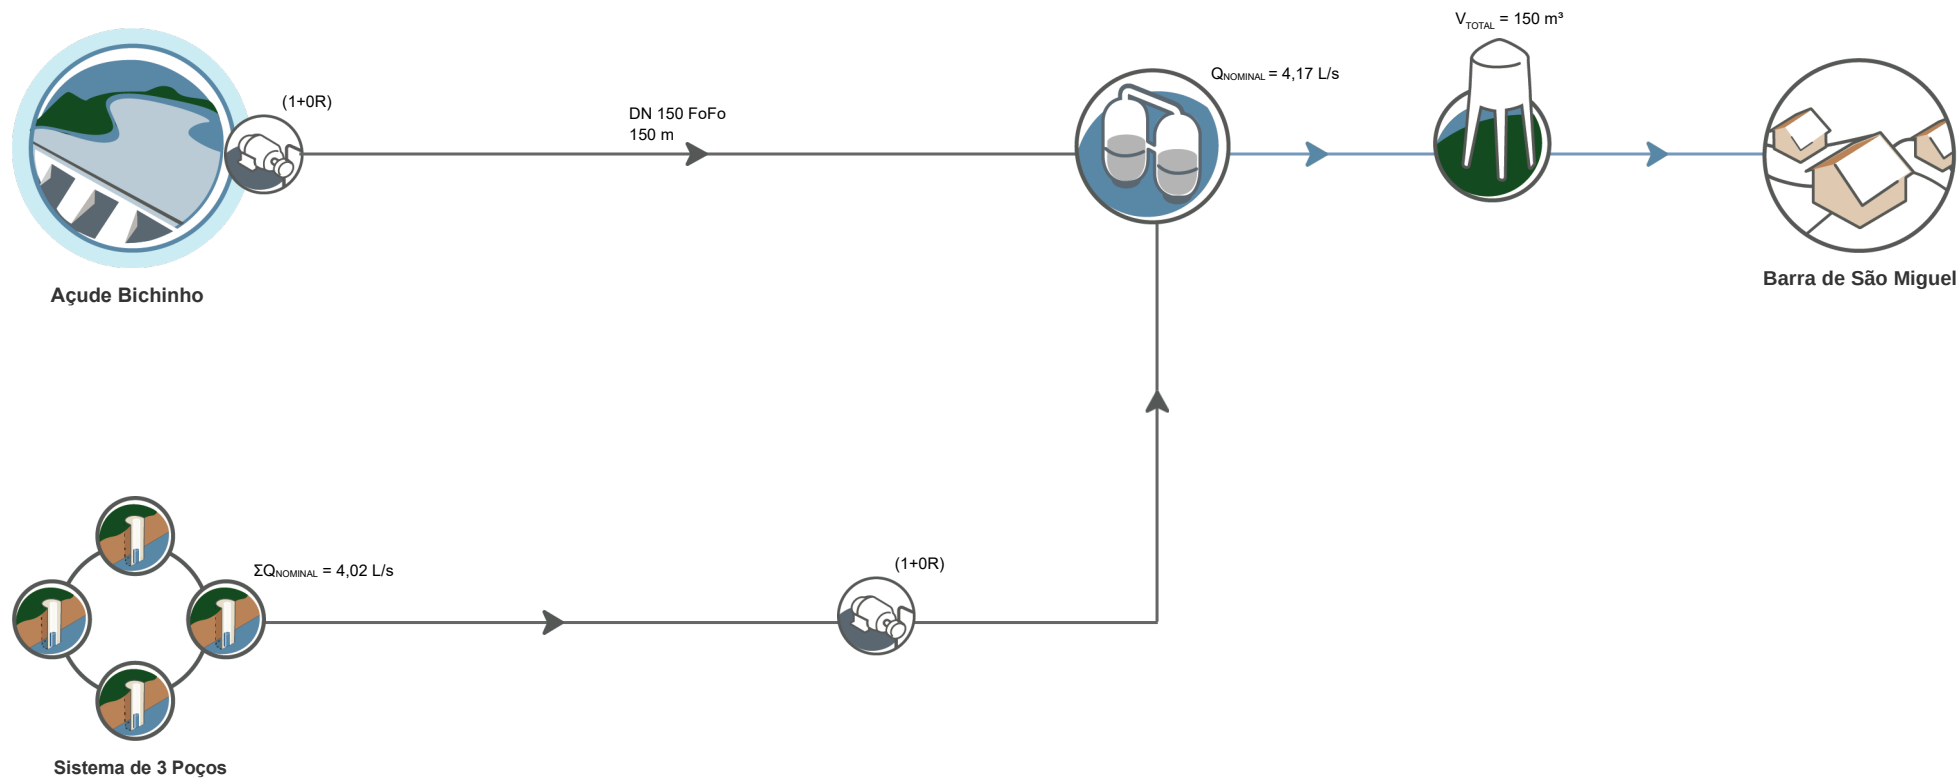 V_TOTAL = 150 m³
Q_NOMINAL = 4,17 L/s
(1+0R)
DN 150 FoFo
150 m
Açude Bichinho
Barra de São Miguel
(1+0R)
ΣQ_NOMINAL = 4,02 L/s
Sistema de 3 Poços